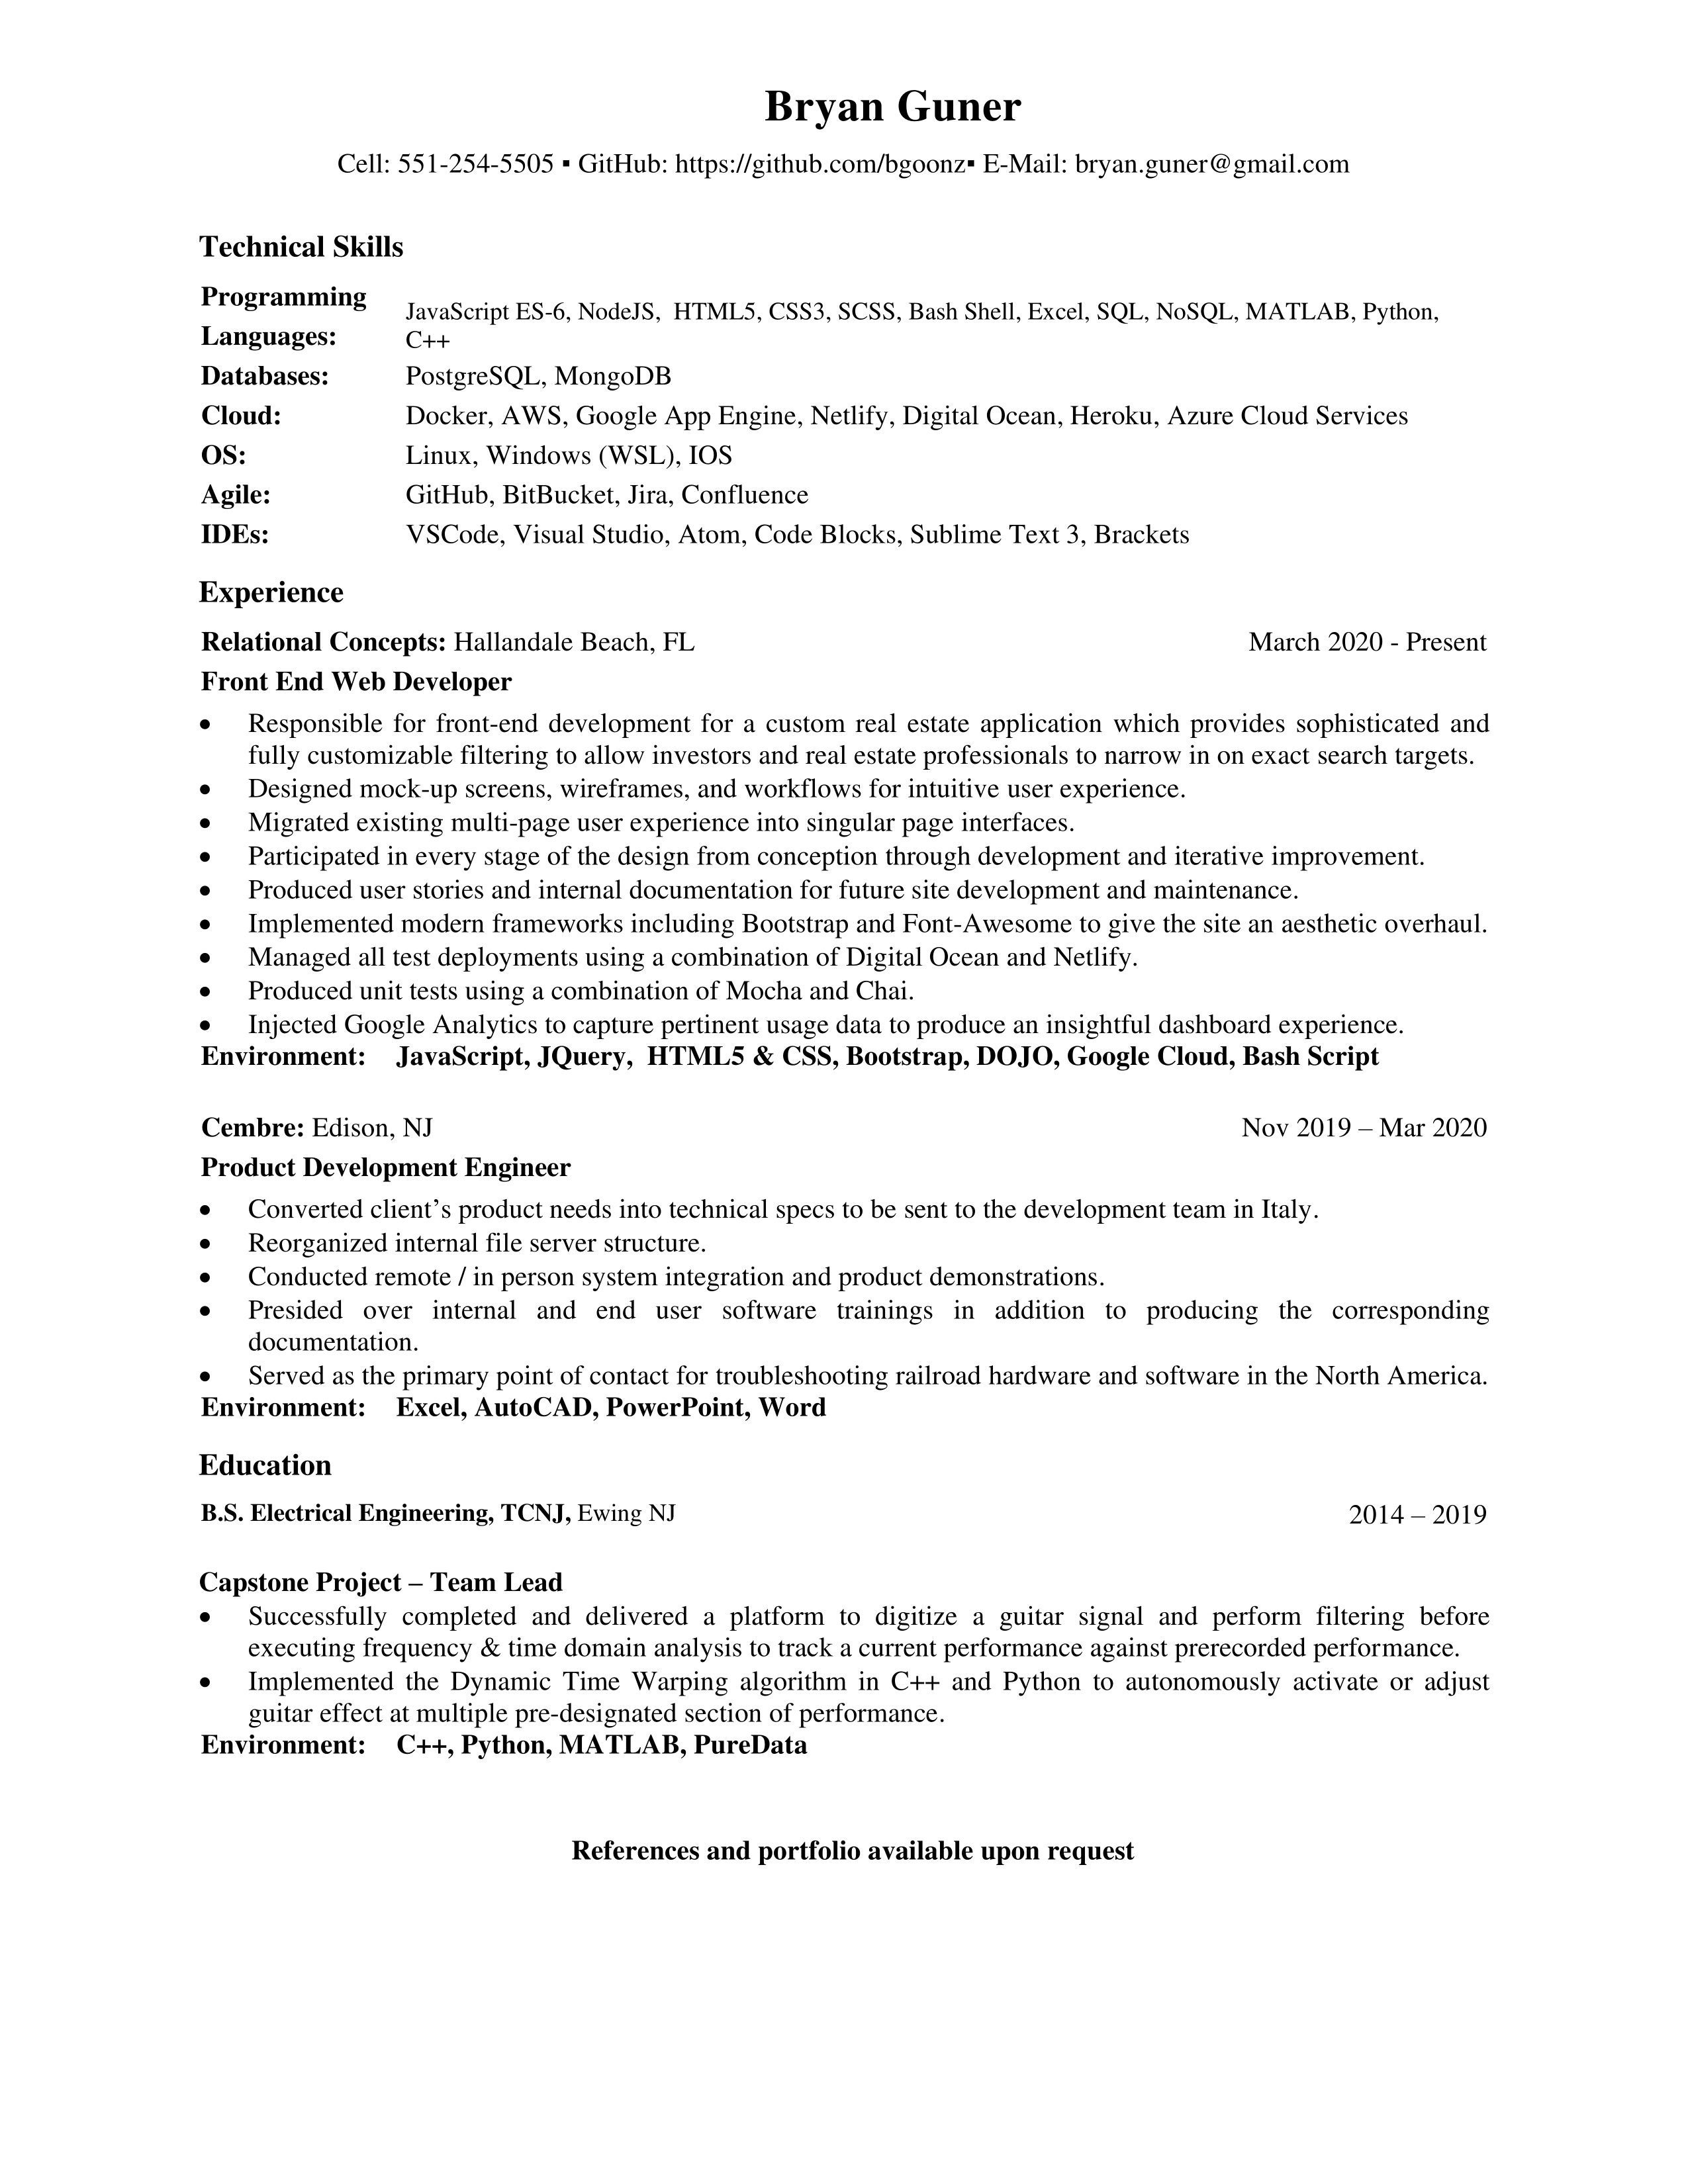 Bryan Guner
Cell: 551-254-5505 ▪ GitHub: https://github.com/bgoonz▪ E-Mail: bryan.guner@gmail.com
Technical Skills
Programming Languages:
JavaScript ES-6, NodeJS,  HTML5, CSS3, SCSS, Bash Shell, Excel, SQL, NoSQL, MATLAB, Python,
C++
Databases: PostgreSQL, MongoDB
Cloud: Docker, AWS, Google App Engine, Netlify, Digital Ocean, Heroku, Azure Cloud Services
OS: Linux, Windows (WSL), IOS
Agile: GitHub, BitBucket, Jira, Confluence
IDEs: VSCode, Visual Studio, Atom, Code Blocks, Sublime Text 3, Brackets
Experience
Relational Concepts: Hallandale Beach, FL March 2020 - Present
Front End Web Developer
• Responsible for front-end development for a custom real estate application which provides sophisticated and
fully customizable filtering to allow investors and real estate professionals to narrow in on exact search targets.
• Designed mock-up screens, wireframes, and workflows for intuitive user experience.
• Migrated existing multi-page user experience into singular page interfaces.
• Participated in every stage of the design from conception through development and iterative improvement.
• Produced user stories and internal documentation for future site development and maintenance.
• Implemented modern frameworks including Bootstrap and Font-Awesome to give the site an aesthetic overhaul.
• Managed all test deployments using a combination of Digital Ocean and Netlify.
• Produced unit tests using a combination of Mocha and Chai.
• Injected Google Analytics to capture pertinent usage data to produce an insightful dashboard experience.
Environment: JavaScript, JQuery,  HTML5 & CSS, Bootstrap, DOJO, Google Cloud, Bash Script
Cembre: Edison, NJ Nov 2019 – Mar 2020
Product Development Engineer
• Converted client’s product needs into technical specs to be sent to the development team in Italy.
• Reorganized internal file server structure.
• Conducted remote / in person system integration and product demonstrations.
• Presided over internal and end user software trainings in addition to producing the corresponding
documentation.
• Served as the primary point of contact for troubleshooting railroad hardware and software in the North America.
Environment: Excel, AutoCAD, PowerPoint, Word
Education
B.S. Electrical Engineering, TCNJ, Ewing NJ 2014 – 2019
Capstone Project – Team Lead
• Successfully completed and delivered a platform to digitize a guitar signal and perform filtering before
executing frequency & time domain analysis to track a current performance against prerecorded performance.
• Implemented the Dynamic Time Warping algorithm in C++ and Python to autonomously activate or adjust
guitar effect at multiple pre-designated section of performance.
Environment: C++, Python, MATLAB, PureData
References and portfolio available upon request